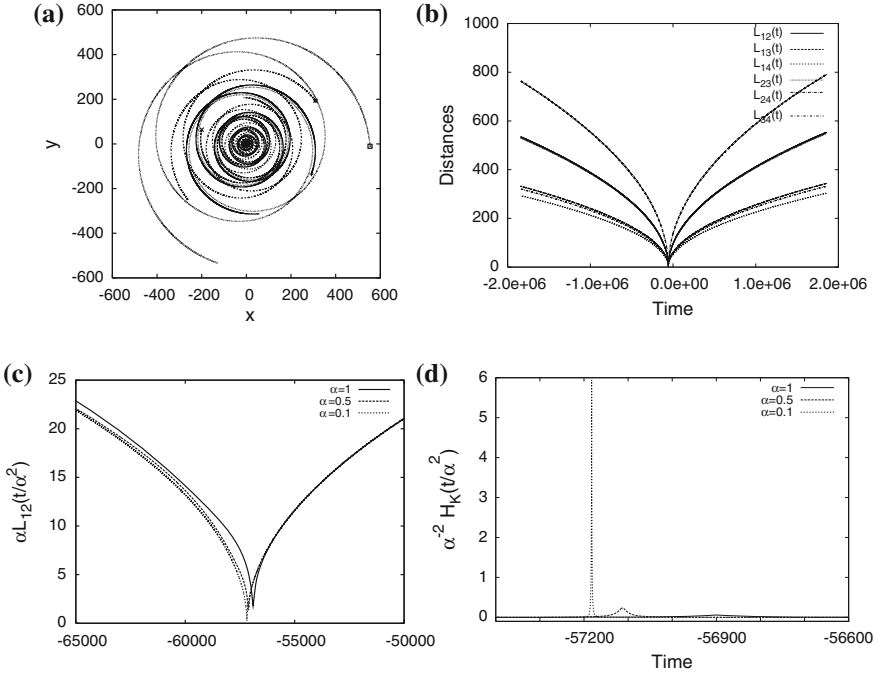 (a)
600
400
200
0
-200
-400
-600
y
-600 -400 -200 0 200 400 600
x
(b)
1000
800
600
400
200
0
Distances
L12(t)
L13(t)
L14(t)
L23(t)
L24(t)
L34(t)
-2.0e+06 -1.0e+06 0.0e+00 1.0e+06 2.0e+06
Time
(c)
25
20
15
10
5
0
αL12(t/α²)
α=1
α=0.5
α=0.1
-65000 -60000 -55000 -50000
(d)
6
5
4
3
2
1
0
α⁻² HK(t/α²)
α=1
α=0.5
α=0.1
-57200 -56900 -56600
Time